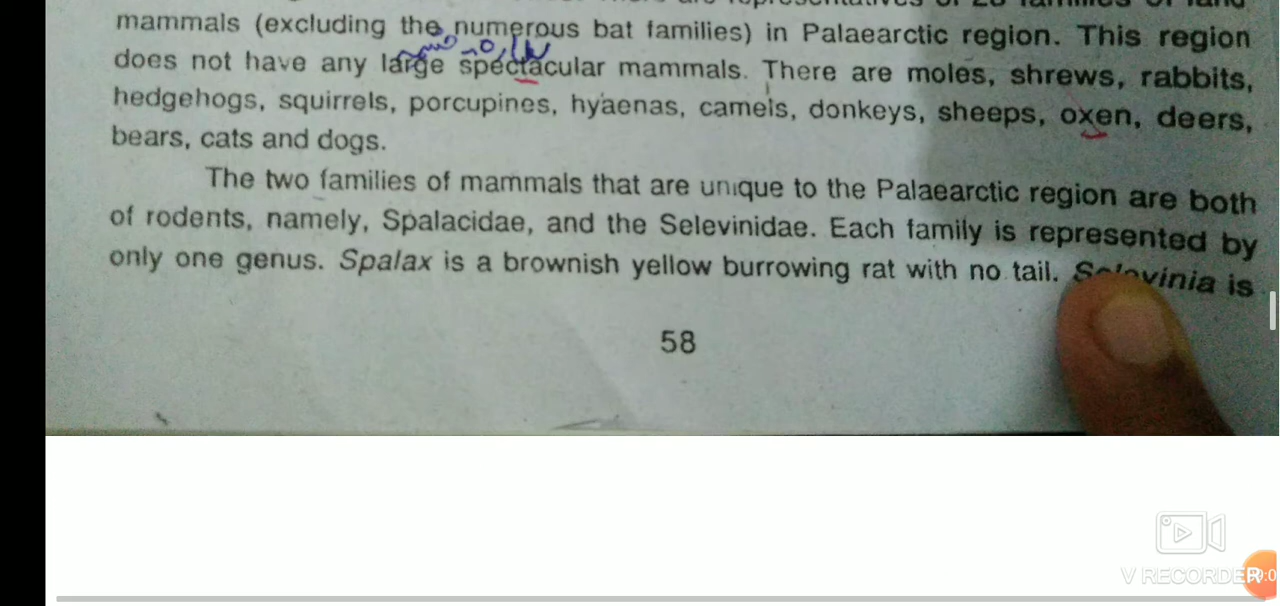 mammals (excluding the numerous bat families) in Palaearctic region. This region
does not have any large spectacular mammals. There are moles, shrews, rabbits,
hedgehogs, squirrels, porcupines, hyaenas, camels, donkeys, sheeps, oxen, deers,
bears, cats and dogs.
The two families of mammals that are unique to the Palaearctic region are both
of rodents, namely, Spalacidae, and the Selevinidae. Each family is represented by
only one genus. Spalax is a brownish yellow burrowing rat with no tail. Selevinia is
58
V RECORDER